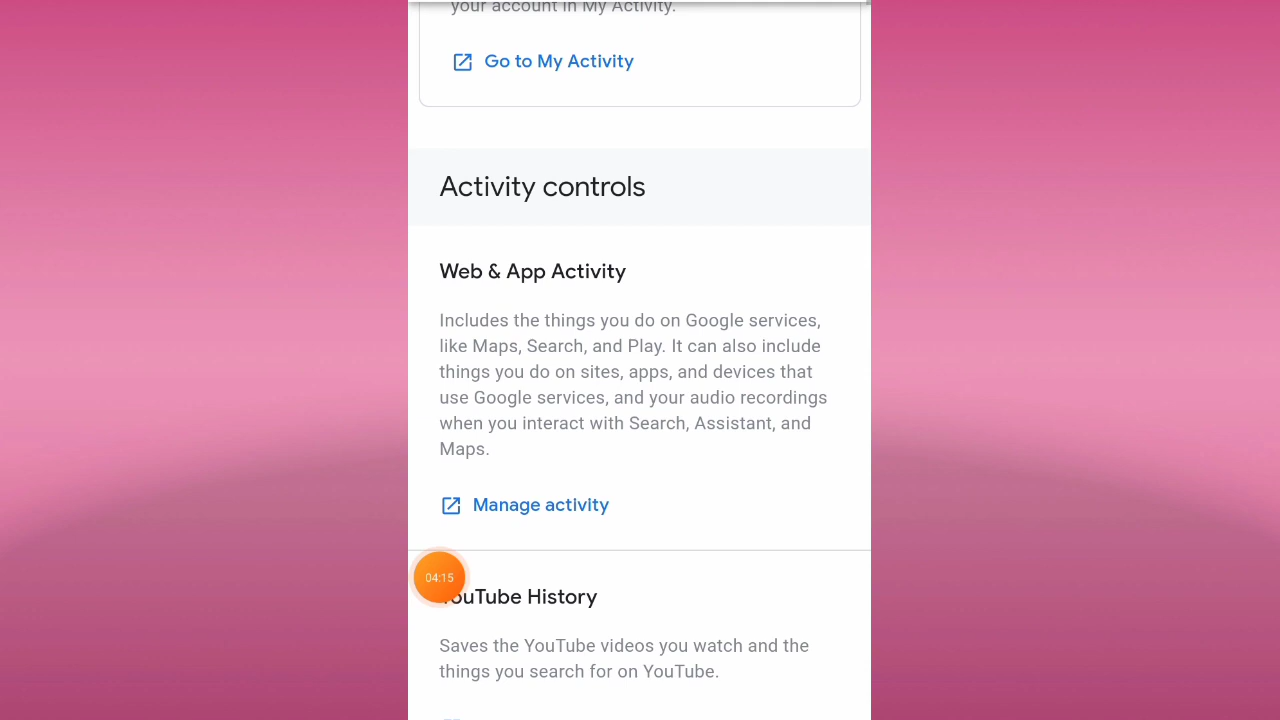 your account in My Activity.
Go to My Activity
Activity controls
Web & App Activity
Includes the things you do on Google services,
like Maps, Search, and Play. It can also include
things you do on sites, apps, and devices that
use Google services, and your audio recordings
when you interact with Search, Assistant, and
Maps.
Manage activity
04:15
YouTube History
Saves the YouTube videos you watch and the
things you search for on YouTube.